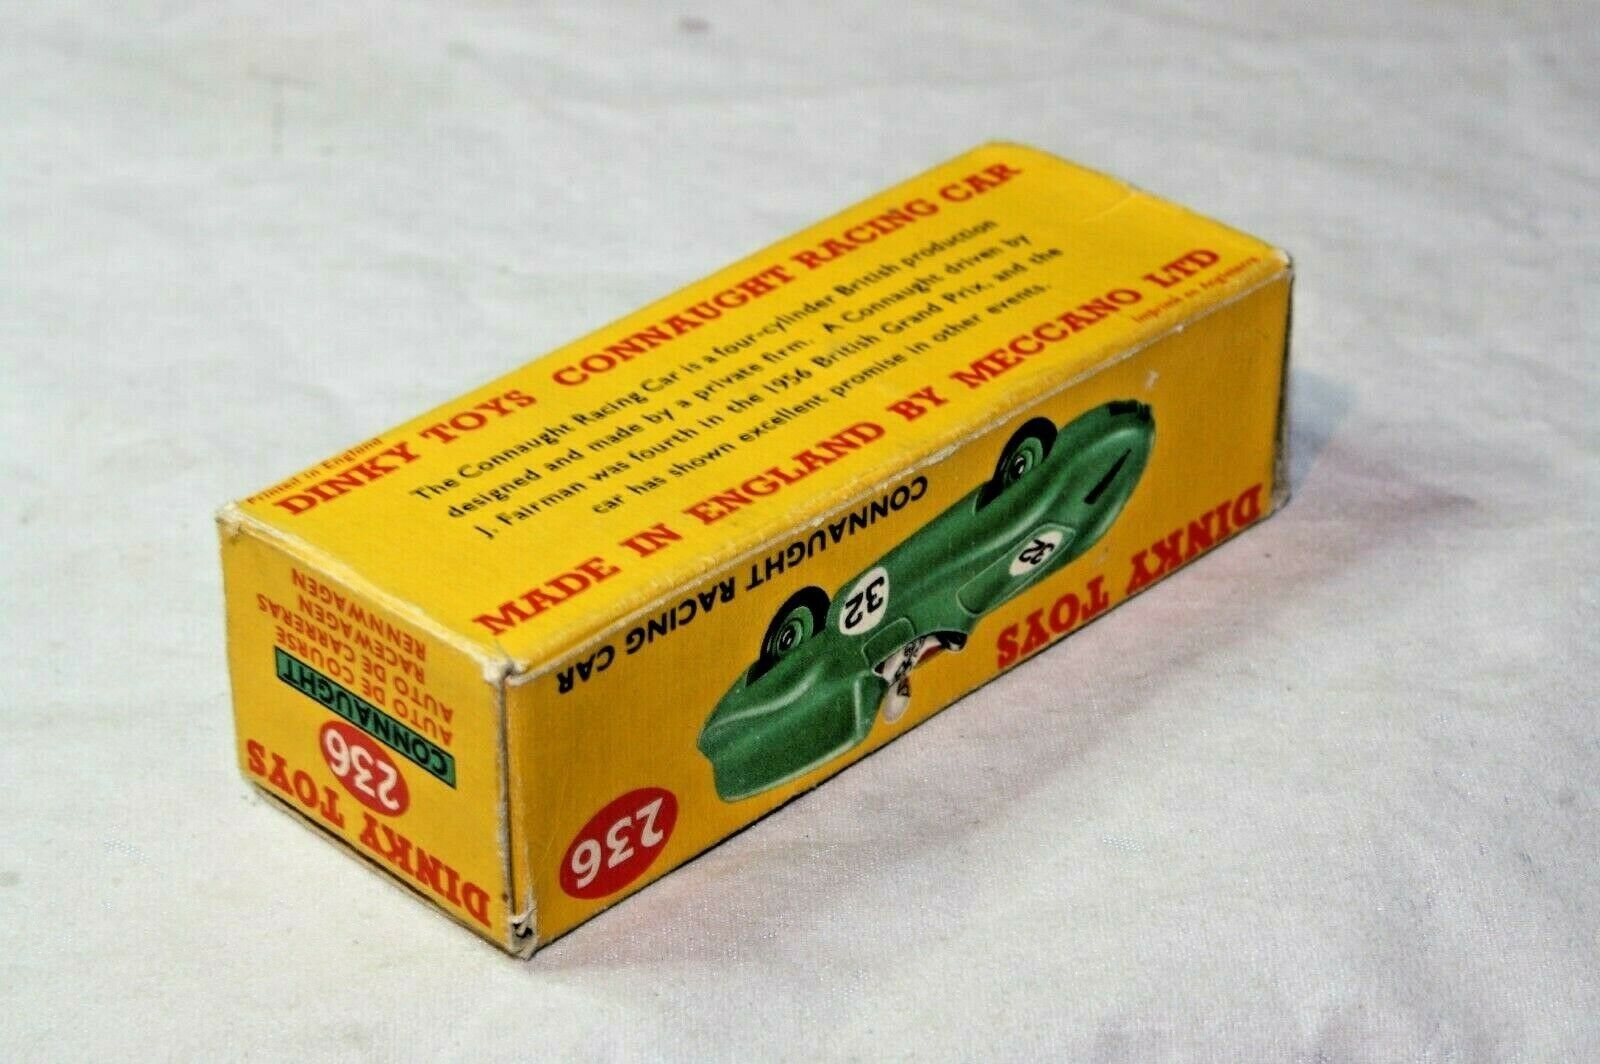 Printed in England
DINKY TOYS CONNAUGHT RACING CAR
The Connaught Racing Car is a four-cylinder British production
designed and made by a private firm. A Connaught driven by
J. Fairman was fourth in the 1956 British Grand Prix, and the
car has shown excellent promise in other events.
MADE IN ENGLAND BY MECCANO LTD
Imprimé en Angleterre
DINKY TOYS
236
CONNAUGHT
AUTO DE COURSE
AUTO DE CARRERAS
RACEWAGEN
RENNWAGEN
DINKY TOYS
236
32
32
CONNAUGHT RACING CAR